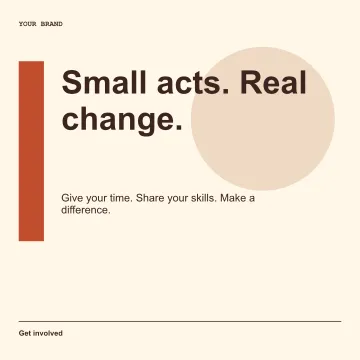 YOUR BRAND
Small acts. Real
change.
Give your time. Share your skills. Make a
difference.
Get involved